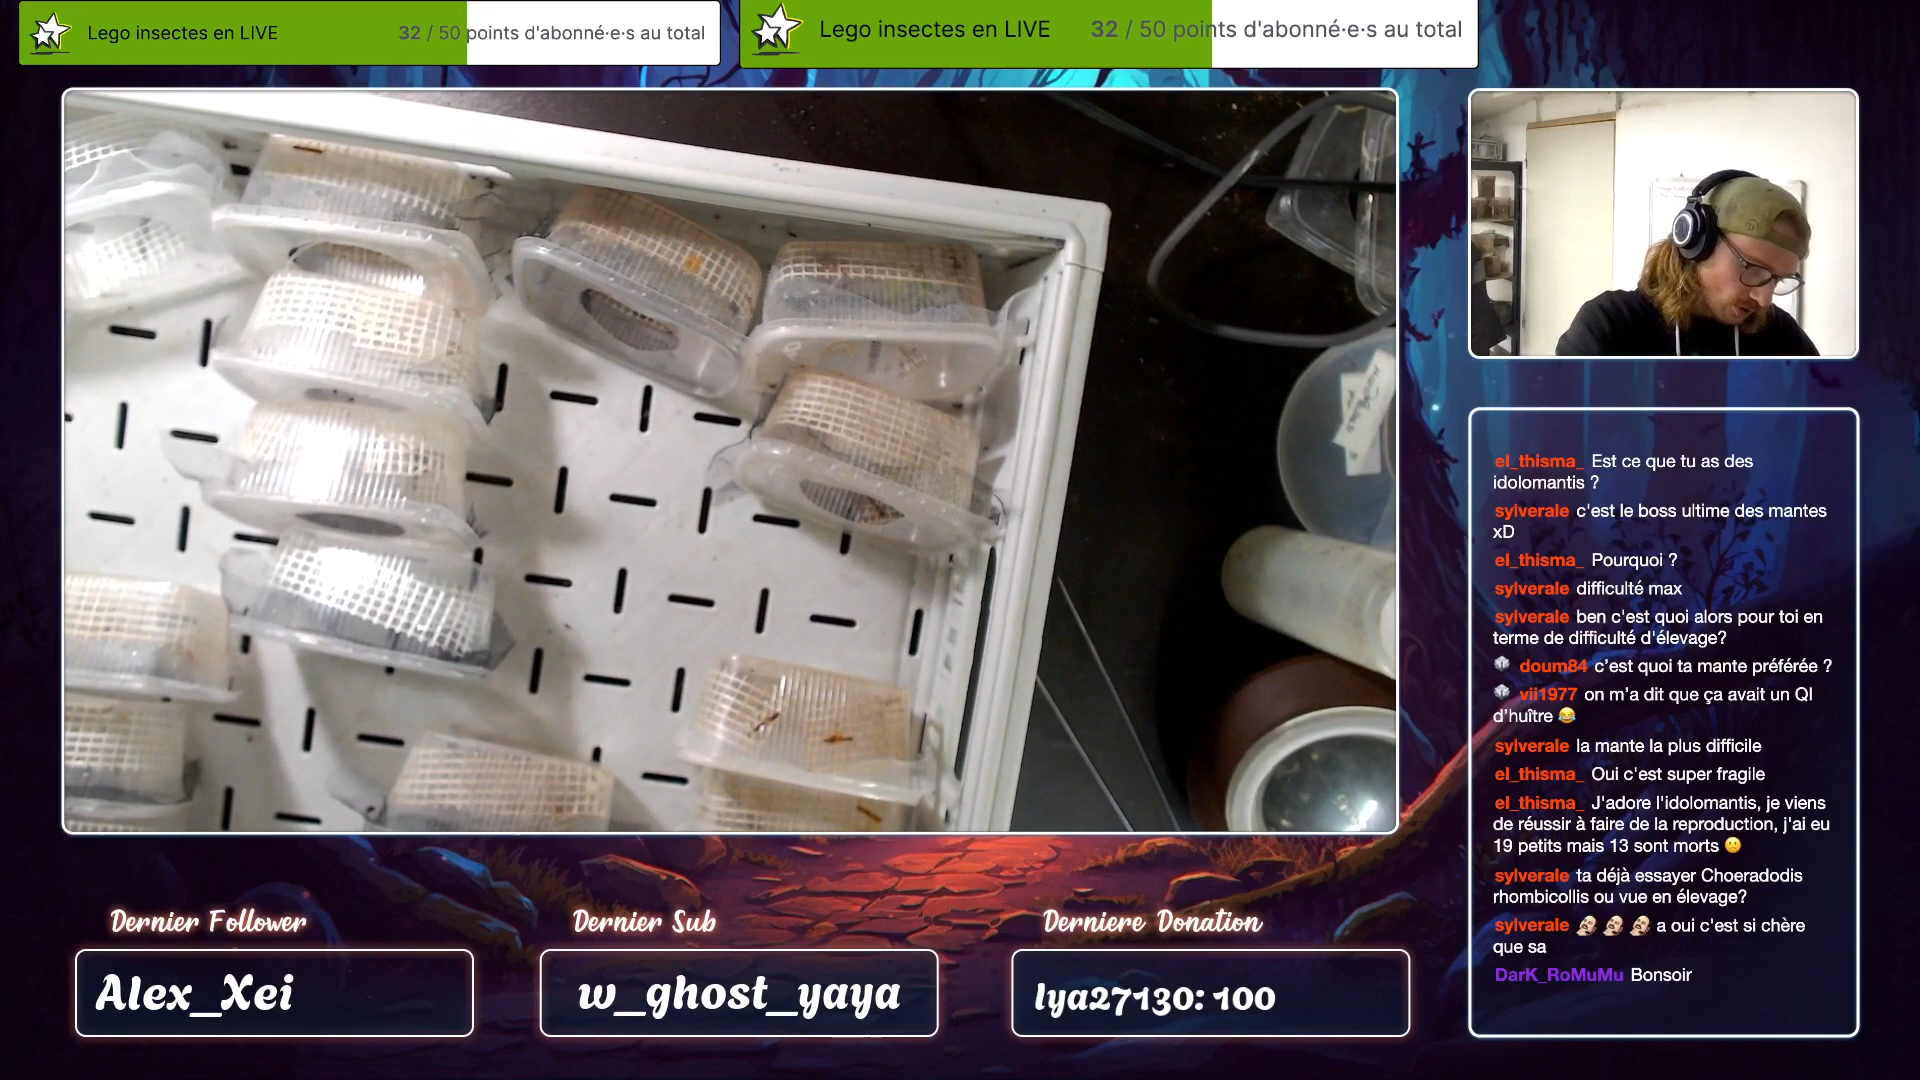 Lego insectes en LIVE
32 / 50 points d'abonné·e·s au total
Lego insectes en LIVE
32 / 50 points d'abonné·e·s au total
el_thisma_ Est ce que tu as des
idolomantis ?
sylverale c'est le boss ultime des mantes
xD
el_thisma_ Pourquoi ?
sylverale difficulté max
sylverale ben c'est quoi alors pour toi en
terme de difficulté d'élevage?
doum84 c'est quoi ta mante préférée ?
vii1977 on m'a dit que ça avait un QI
d'huître 😂
sylverale la mante la plus difficile
el_thisma_ Oui c'est super fragile
el_thisma_ J'adore l'idolomantis, je viens
de réussir à faire de la reproduction, j'ai eu
19 petits mais 13 sont morts 🙁
sylverale ta déjà essayer Choeradodis
rhombicollis ou vue en élevage?
sylverale a oui c'est si chère
que sa
DarK_RoMuMu Bonsoir
Dernier Follower
Alex_Xei
Dernier Sub
w_ghost_yaya
Derniere Donation
lya27130: 100